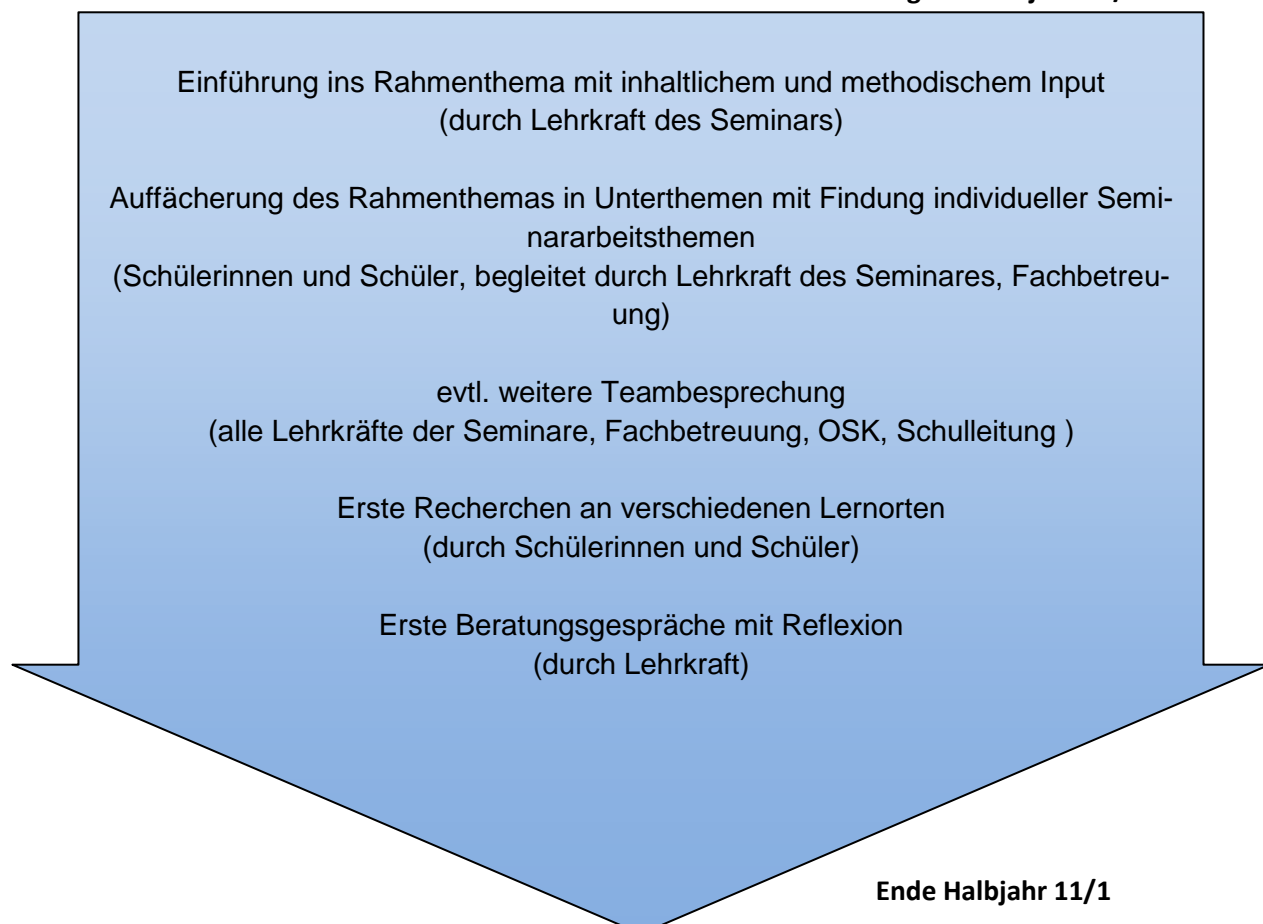 Einführung ins Rahmenthema mit inhaltlichem und methodischem Input
(durch Lehrkraft des Seminars)
Auffächerung des Rahmenthemas in Unterthemen mit Findung individueller Semi-
nararbeitsthemen
(Schülerinnen und Schüler, begleitet durch Lehrkraft des Seminares, Fachbetreu-
ung)
evtl. weitere Teambesprechung
(alle Lehrkräfte der Seminare, Fachbetreuung, OSK, Schulleitung )
Erste Recherchen an verschiedenen Lernorten
(durch Schülerinnen und Schüler)
Erste Beratungsgespräche mit Reflexion
(durch Lehrkraft)
Ende Halbjahr 11/1